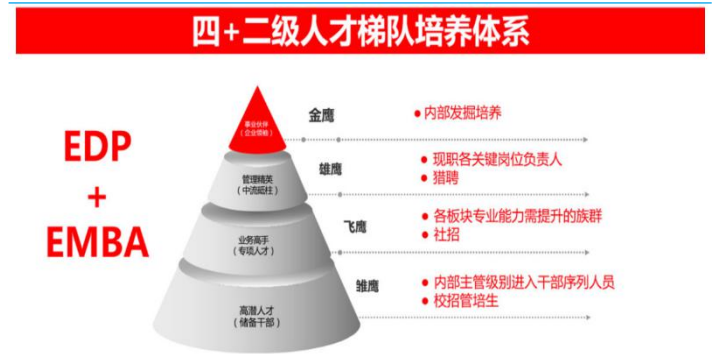 四+二级人才梯队培养体系
EDP
+
EMBA
事业伙伴
（企业领袖）
金鹰
● 内部发掘培养
管理精英
（中流砥柱）
雄鹰
● 现职各关键岗位负责人
● 猎聘
业务高手
（专项人才）
飞鹰
● 各板块专业能力需提升的族群
● 社招
高潜人才
（储备干部）
雏鹰
● 内部主管级别进入干部序列人员
● 校招管培生